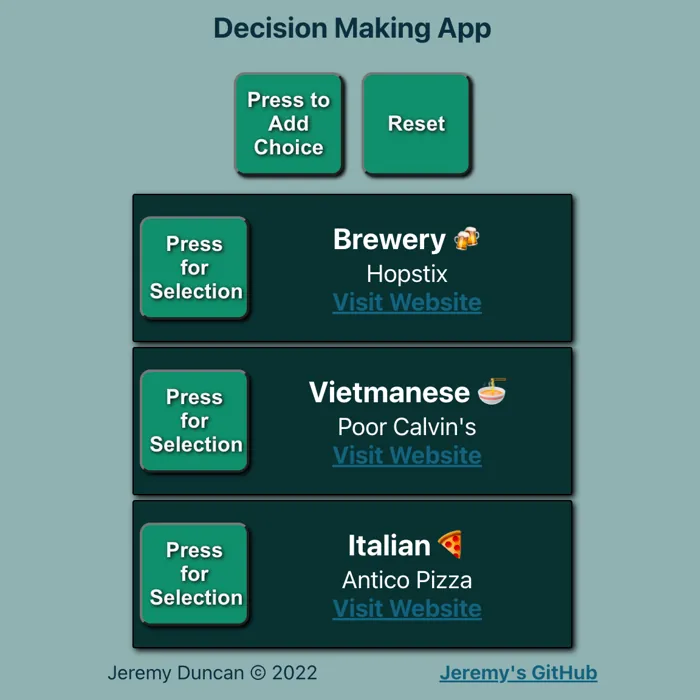 Decision Making App
Press to
Add
Choice
Reset
Press
for
Selection
Brewery 🍻
Hopstix
Visit Website
Press
for
Selection
Vietmanese 🍜
Poor Calvin's
Visit Website
Press
for
Selection
Italian 🍕
Antico Pizza
Visit Website
Jeremy Duncan © 2022
Jeremy's GitHub